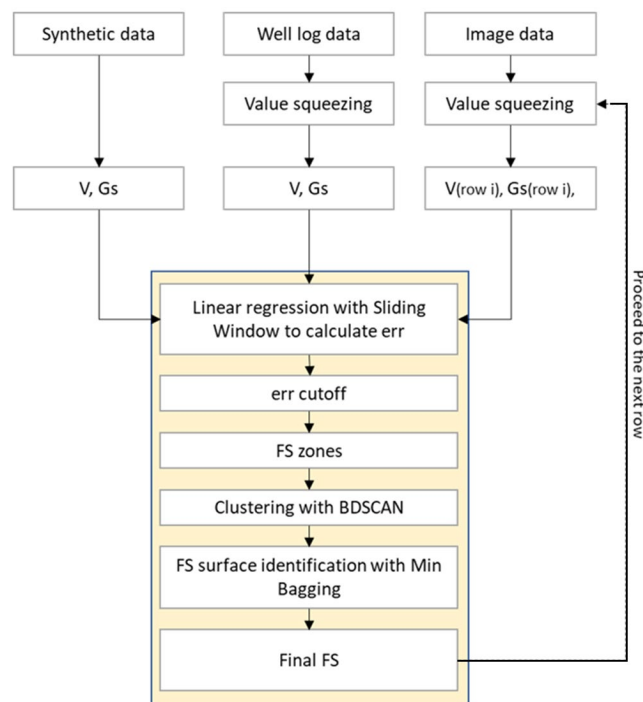 Synthetic data
Well log data
Image data
Value squeezing
Value squeezing
V, Gs
V, Gs
V(row i), Gs(row i),
Linear regression with Sliding
Window to calculate err
err cutoff
FS zones
Clustering with BDSCAN
FS surface identification with Min
Bagging
Final FS
Proceed to the next row